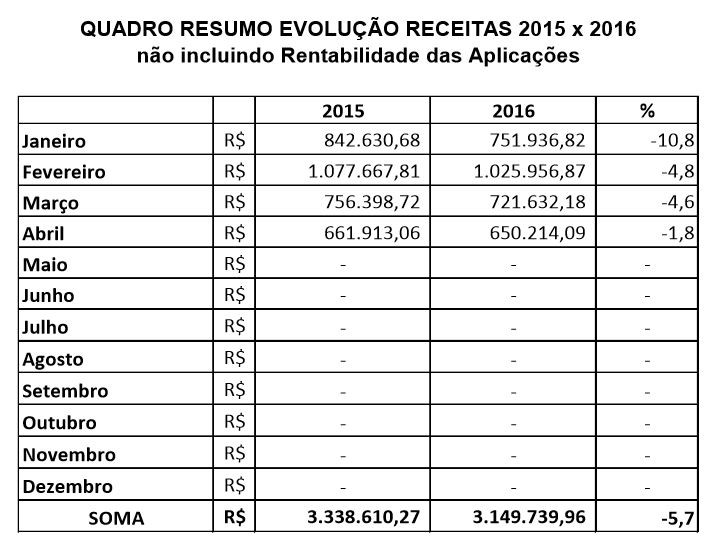 QUADRO RESUMO EVOLUÇÃO RECEITAS 2015 x 2016
não incluindo Rentabilidade das Aplicações
2015 2016 %
Janeiro R$ 842.630,68 751.936,82 -10,8
Fevereiro R$ 1.077.667,81 1.025.956,87 -4,8
Março R$ 756.398,72 721.632,18 -4,6
Abril R$ 661.913,06 650.214,09 -1,8
Maio R$ - - -
Junho R$ - - -
Julho R$ - - -
Agosto R$ - - -
Setembro R$ - - -
Outubro R$ - - -
Novembro R$ - - -
Dezembro R$ - - -
SOMA R$ 3.338.610,27 3.149.739,96 -5,7